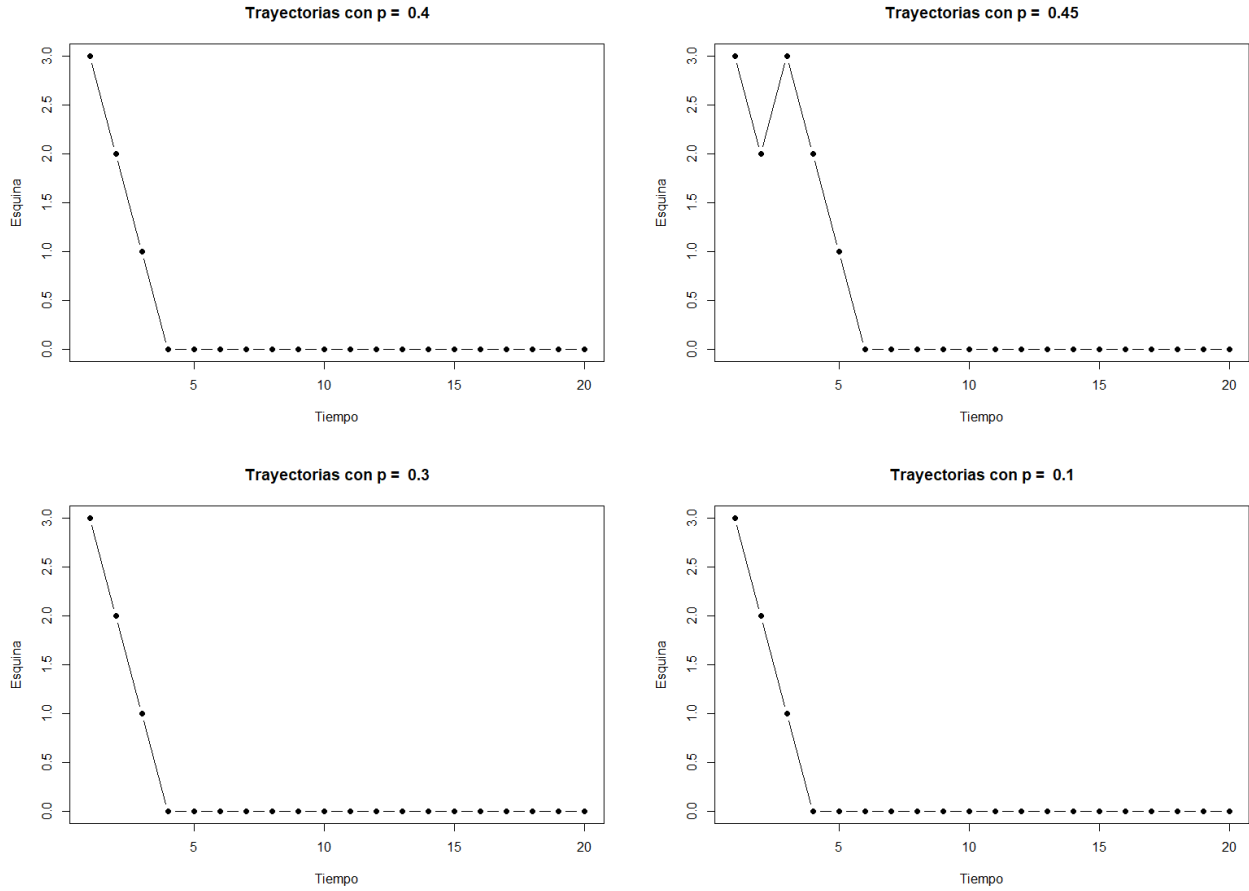 Trayectorias con p =  0.4
3.0
2.5
2.0
1.5
1.0
0.5
0.0
Esquina
5 10 15 20
Tiempo
Trayectorias con p =  0.45
3.0
2.5
2.0
1.5
1.0
0.5
0.0
Esquina
5 10 15 20
Tiempo
Trayectorias con p =  0.3
3.0
2.5
2.0
1.5
1.0
0.5
0.0
Esquina
5 10 15 20
Tiempo
Trayectorias con p =  0.1
3.0
2.5
2.0
1.5
1.0
0.5
0.0
Esquina
5 10 15 20
Tiempo